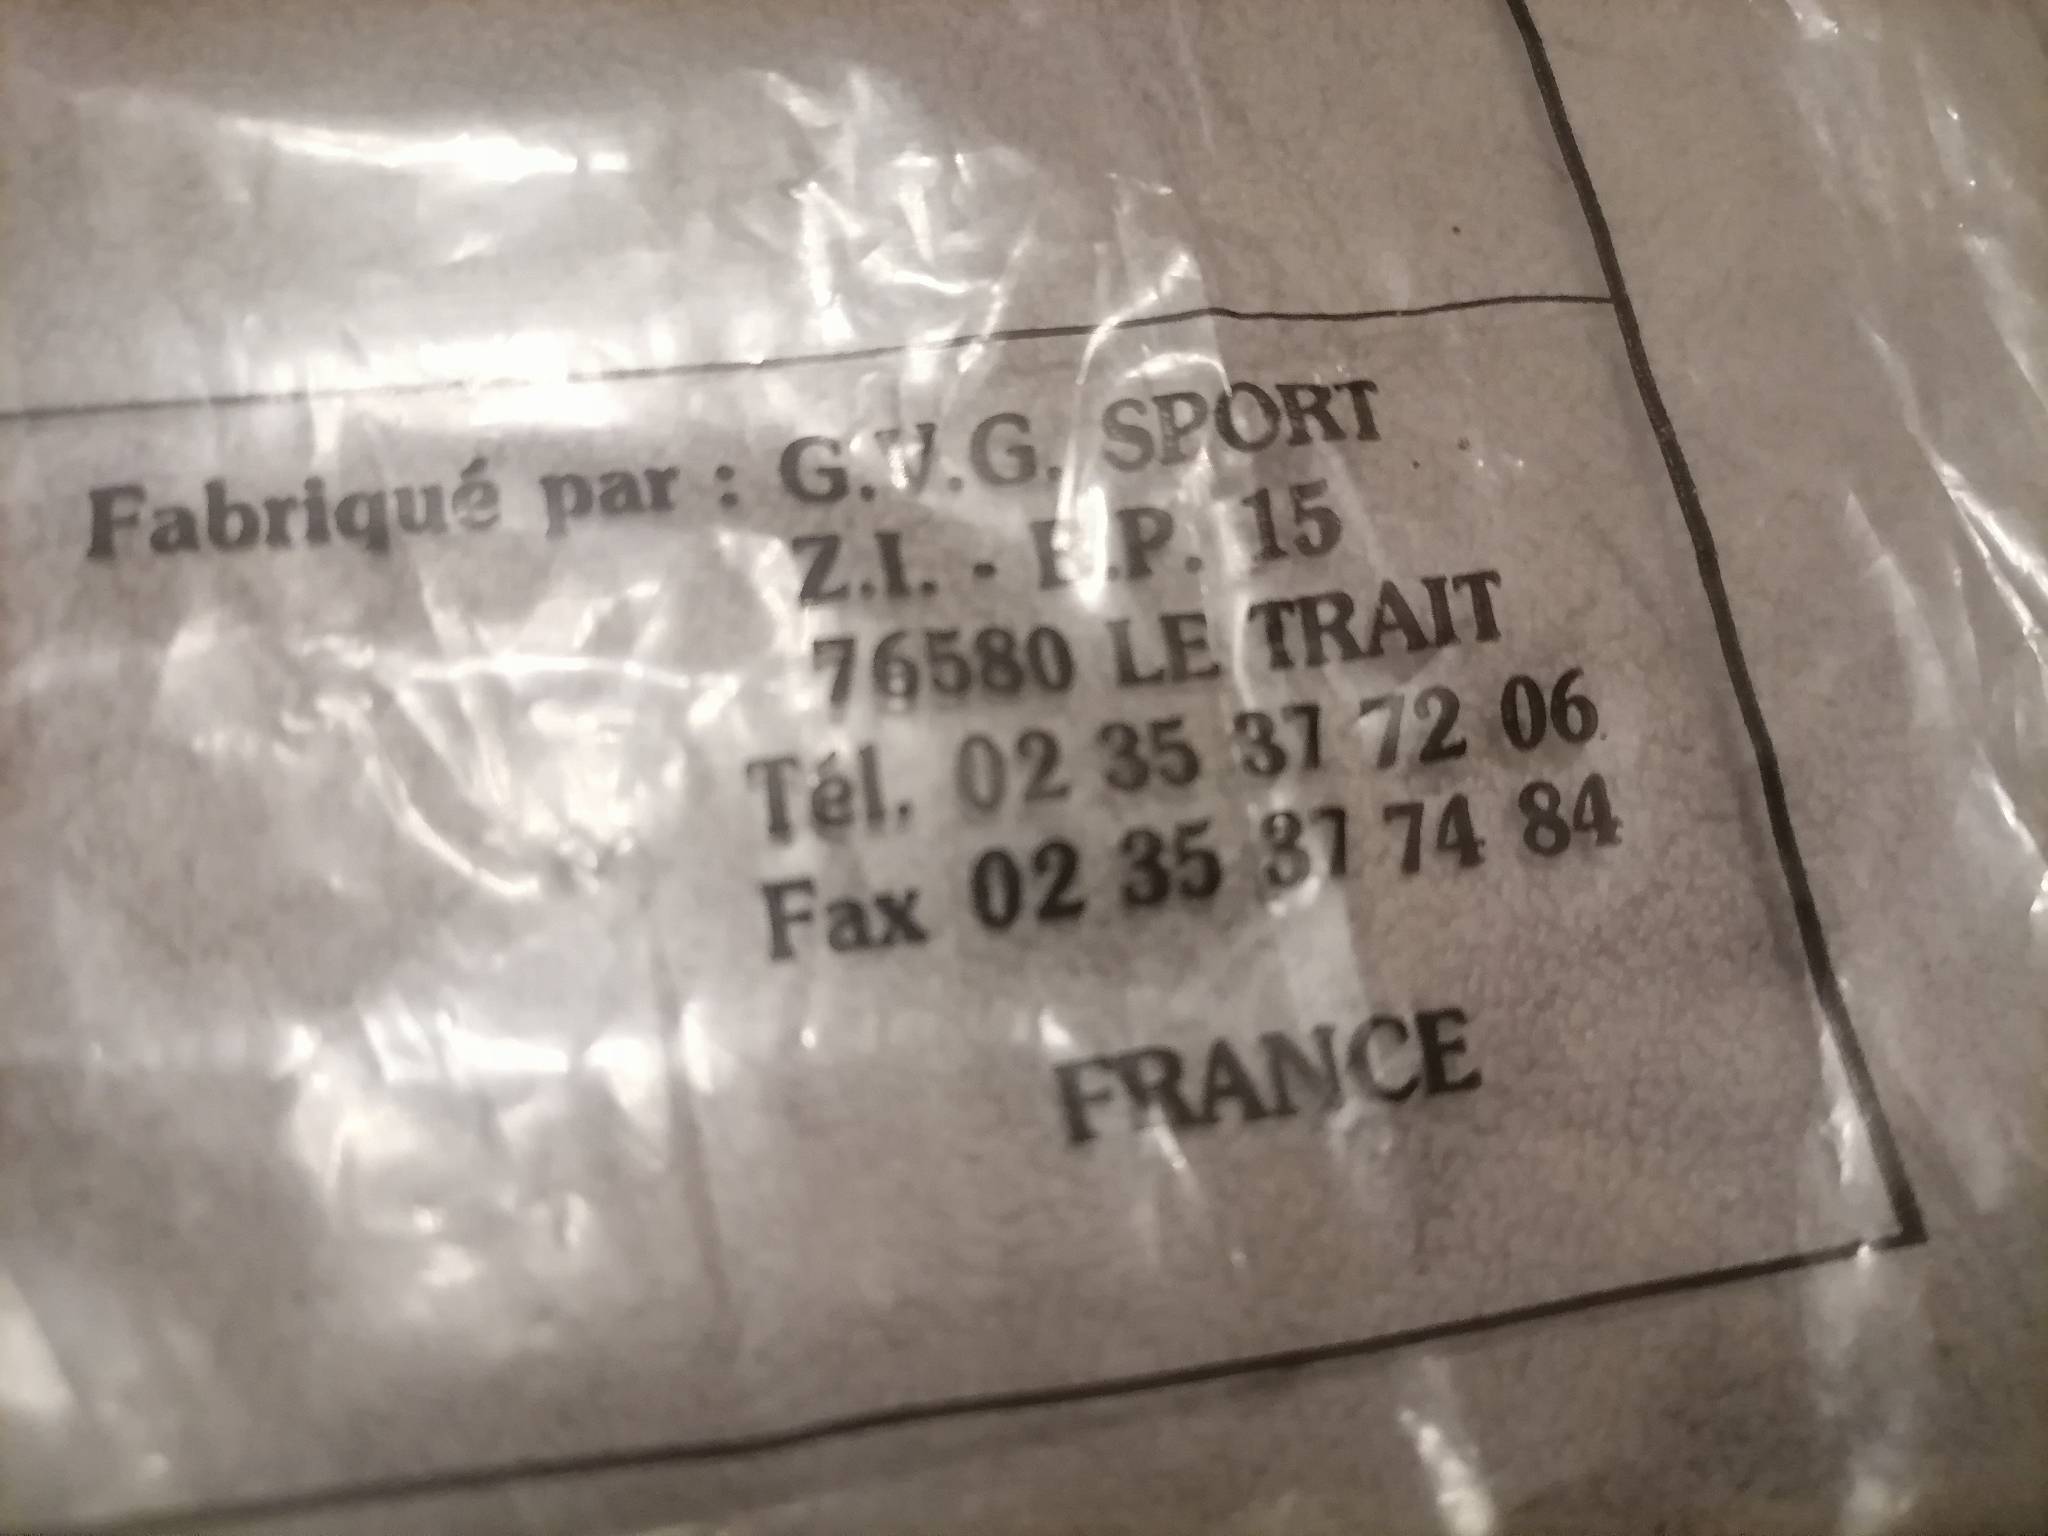 Fabriqué par : G.V.G. SPORT
Z.I. - B.P. 15
76580 LE TRAIT
Tél. 02 35 37 72 06
Fax 02 35 37 74 84
FRANCE